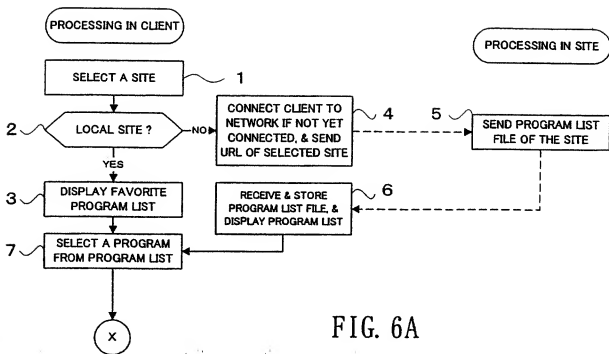 PROCESSING IN CLIENT
PROCESSING IN SITE
SELECT A SITE
1
2
LOCAL SITE ?
NO
CONNECT CLIENT TO
NETWORK IF NOT YET
CONNECTED, & SEND
URL OF SELECTED SITE
4
5
SEND PROGRAM LIST
FILE OF THE SITE
YES
3
DISPLAY FAVORITE
PROGRAM LIST
RECEIVE & STORE
PROGRAM LIST FILE, &
DISPLAY PROGRAM LIST
6
7
SELECT A PROGRAM
FROM PROGRAM LIST
X
FIG. 6A